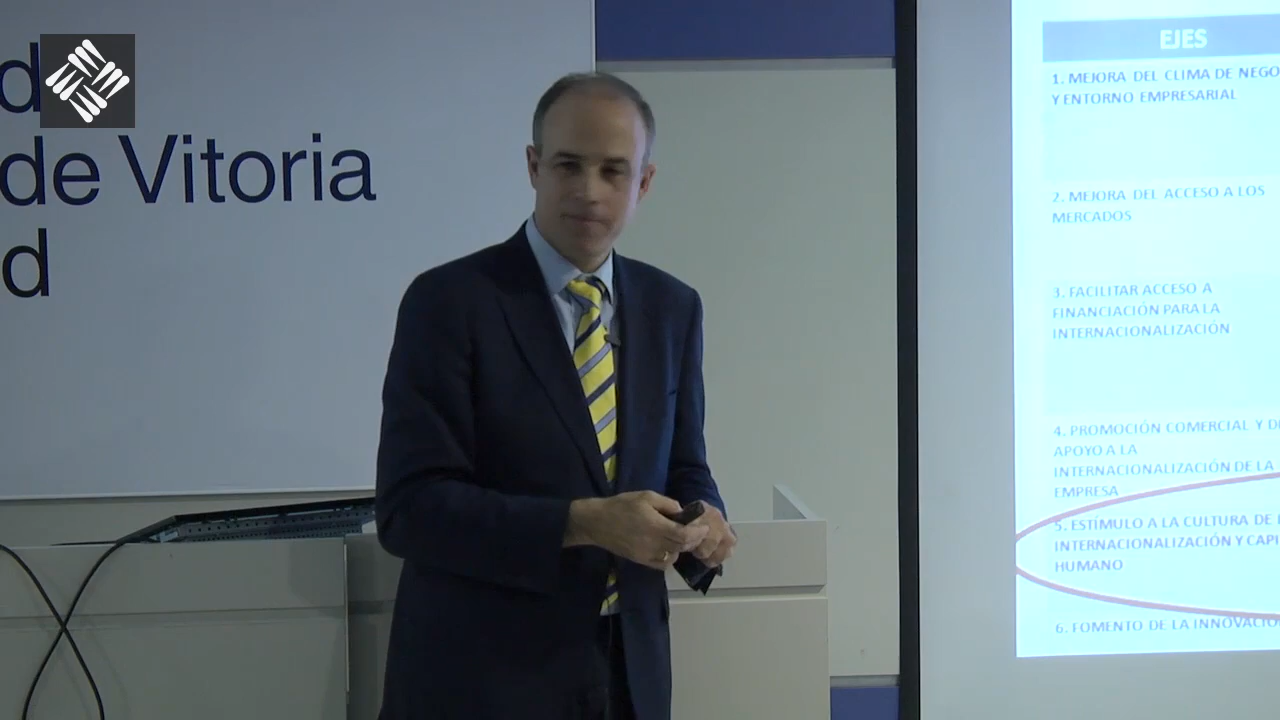 d
de Vitoria
d
EJES
1. MEJORA DEL CLIMA DE NEGO
Y ENTORNO EMPRESARIAL
2. MEJORA DEL ACCESO A LOS
MERCADOS
3. FACILITAR ACCESO A
FINANCIACIÓN PARA LA
INTERNACIONALIZACIÓN
4. PROMOCIÓN COMERCIAL Y DE
APOYO A LA
INTERNACIONALIZACIÓN DE LA
EMPRESA
5. ESTÍMULO A LA CULTURA DE
INTERNACIONALIZACIÓN Y CAPI
HUMANO
6. FOMENTO DE LA INNOVACIO